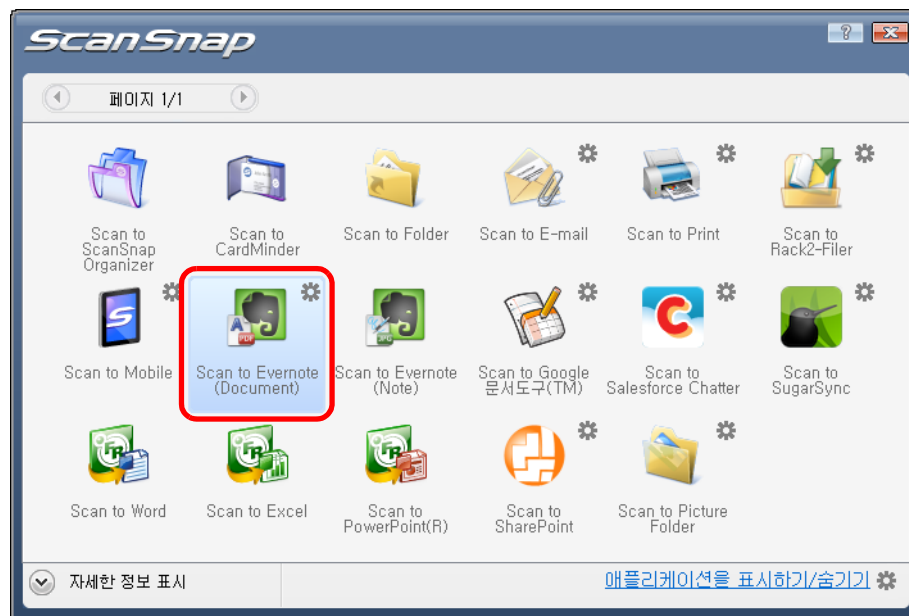 ScanSnap
페이지 1/1
Scan to
ScanSnap
Organizer
Scan to
CardMinder
Scan to Folder
Scan to E-mail
Scan to Print
Scan to
Rack2-Filer
Scan to Mobile
Scan to Evernote
(Document)
Scan to Evernote
(Note)
Scan to Google
문서도구(TM)
Scan to
Salesforce Chatter
Scan to
SugarSync
Scan to Word
Scan to Excel
Scan to
PowerPoint(R)
Scan to
SharePoint
Scan to Picture
Folder
자세한 정보 표시
애플리케이션을 표시하기/숨기기